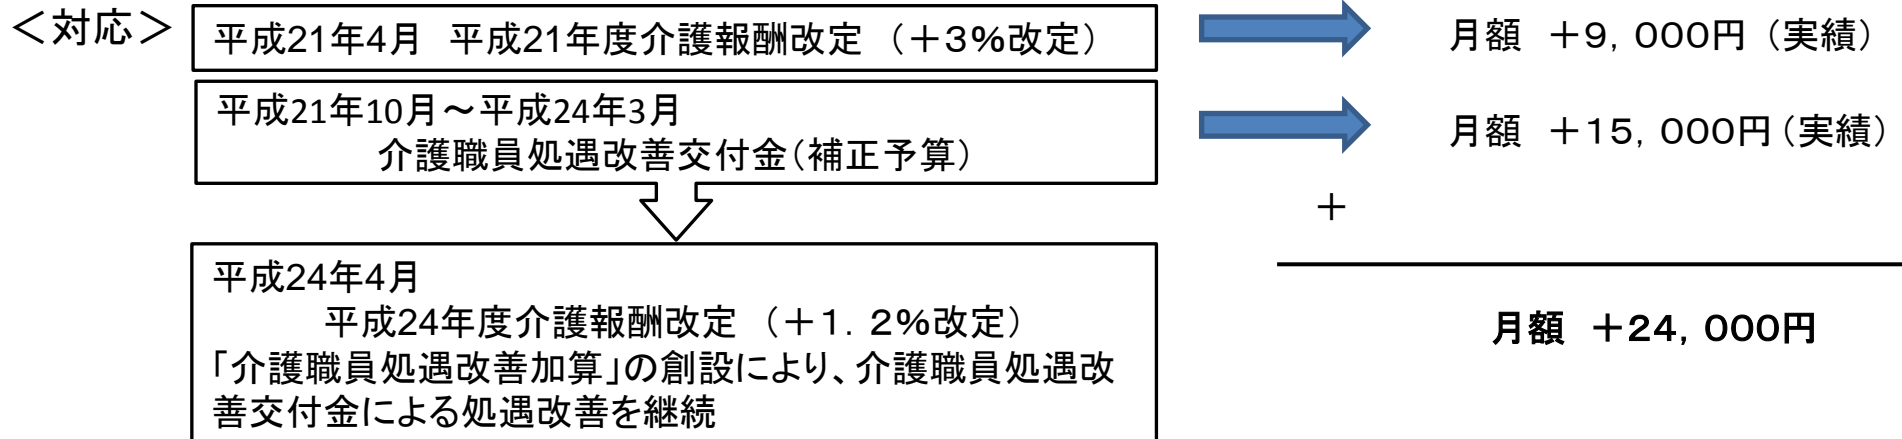 ＜対応＞
平成21年4月　平成21年度介護報酬改定　（＋３％改定）
月額　＋９，０００円（実績）
平成21年10月～平成24年3月
介護職員処遇改善交付金（補正予算）
月額　＋１５，０００円（実績）
＋
平成24年4月
平成24年度介護報酬改定　（＋１．２％改定）
「介護職員処遇改善加算」の創設により、介護職員処遇改
善交付金による処遇改善を継続
月額　＋２４，０００円